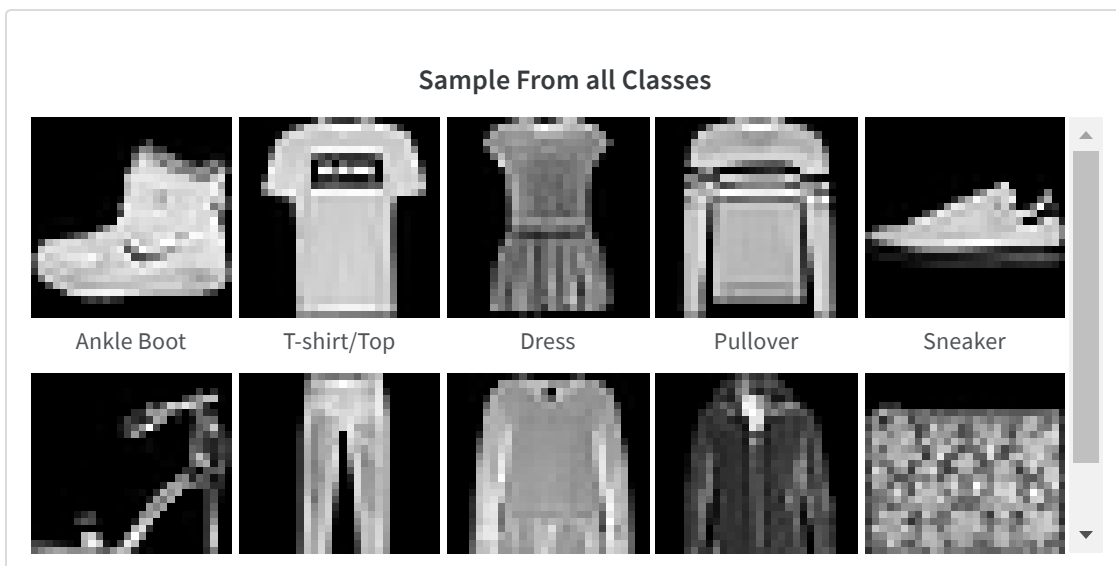 Sample From all Classes
Ankle Boot
T-shirt/Top
Dress
Pullover
Sneaker